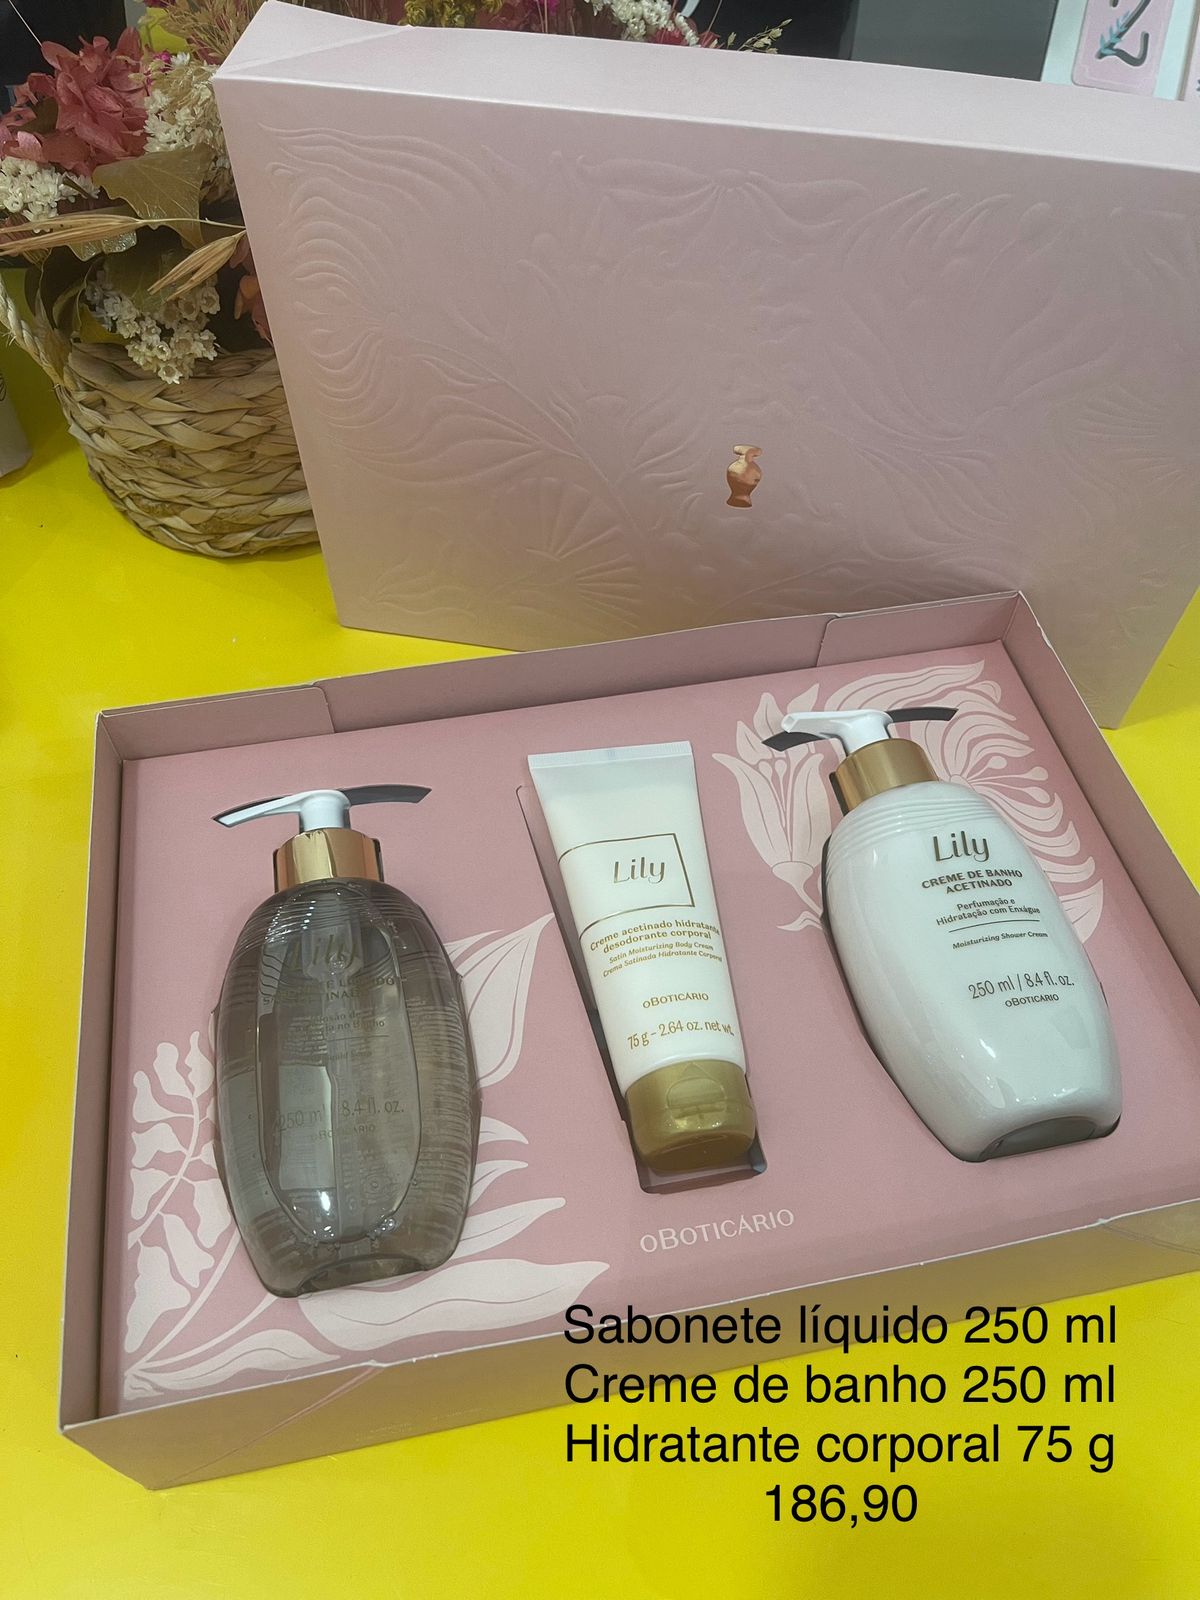 Lily
250 ml / 8.4 fl. oz.
Lily
Creme acetinado hidratante
desodorante corporal
Satin Moisturizing Body Cream
Crema Satinada Hidratante Corporal
oBOTICÁRIO
75 g - 2.64 oz. net wt.
Lily
CREME DE BANHO
ACETINADO
Perfumação e
Hidratação com Enxágue
Moisturizing Shower Cream
250 ml / 8.4 fl. oz.
oBOTICÁRIO
oBOTICÁRIO
Sabonete líquido 250 ml
Creme de banho 250 ml
Hidratante corporal 75 g
186,90